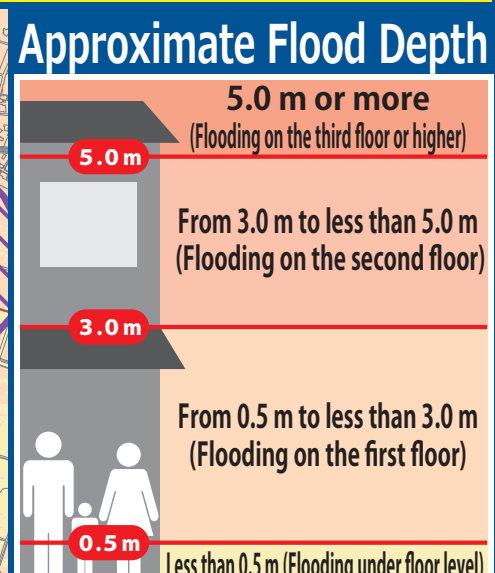 Approximate Flood Depth
5.0 m or more
(Flooding on the third floor or higher)
5.0 m
From 3.0 m to less than 5.0 m
(Flooding on the second floor)
3.0 m
From 0.5 m to less than 3.0 m
(Flooding on the first floor)
0.5 m
Less than 0.5 m (Flooding under floor level)